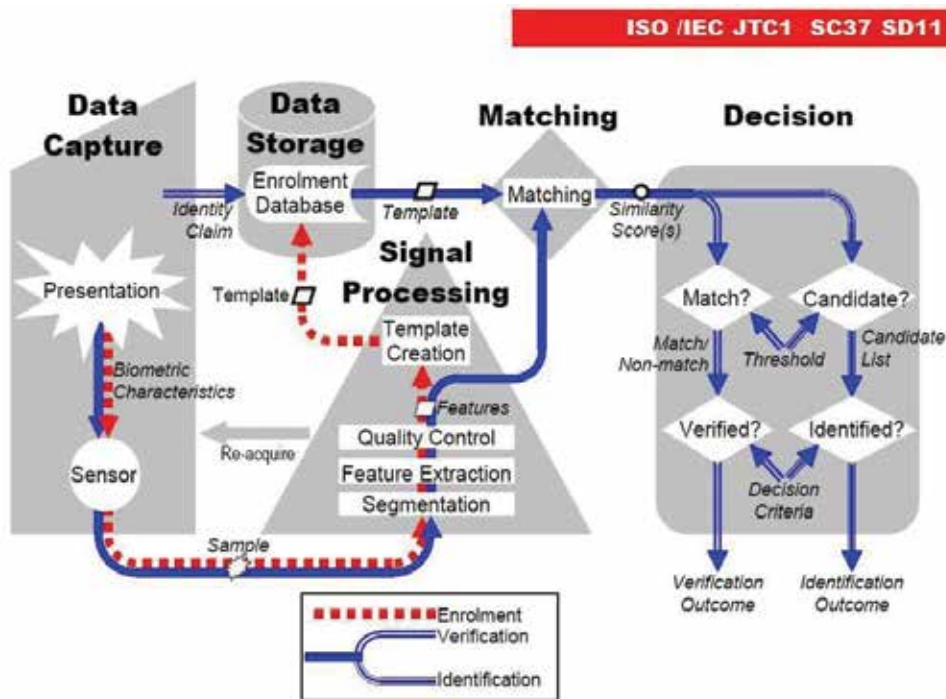 ISO /IEC JTC1 SC37 SD11
Data
Capture
Data
Storage
Matching
Decision
Enrolment
Database
Identity
Claim
Template
Matching
Similarity
Score(s)
Signal
Processing
Presentation
Template
Template
Creation
Match?
Candidate?
Match/
Non-match
Threshold
Candidate
List
Biometric
Characteristics
Features
Quality Control
Verified?
Identified?
Re-acquire
Sensor
Feature Extraction
Segmentation
Decision
Criteria
Sample
Verification
Outcome
Identification
Outcome
Enrolment
Verification
Identification